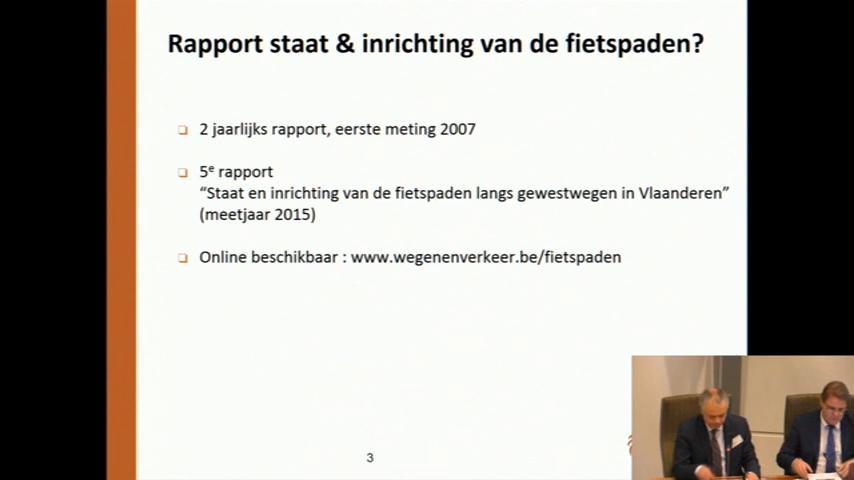 Rapport staat & inrichting van de fietspaden?
❑ 2 jaarlijks rapport, eerste meting 2007
❑ 5e rapport
“Staat en inrichting van de fietspaden langs gewestwegen in Vlaanderen”
(meetjaar 2015)
❑ Online beschikbaar : www.wegenenverkeer.be/fietspaden
3